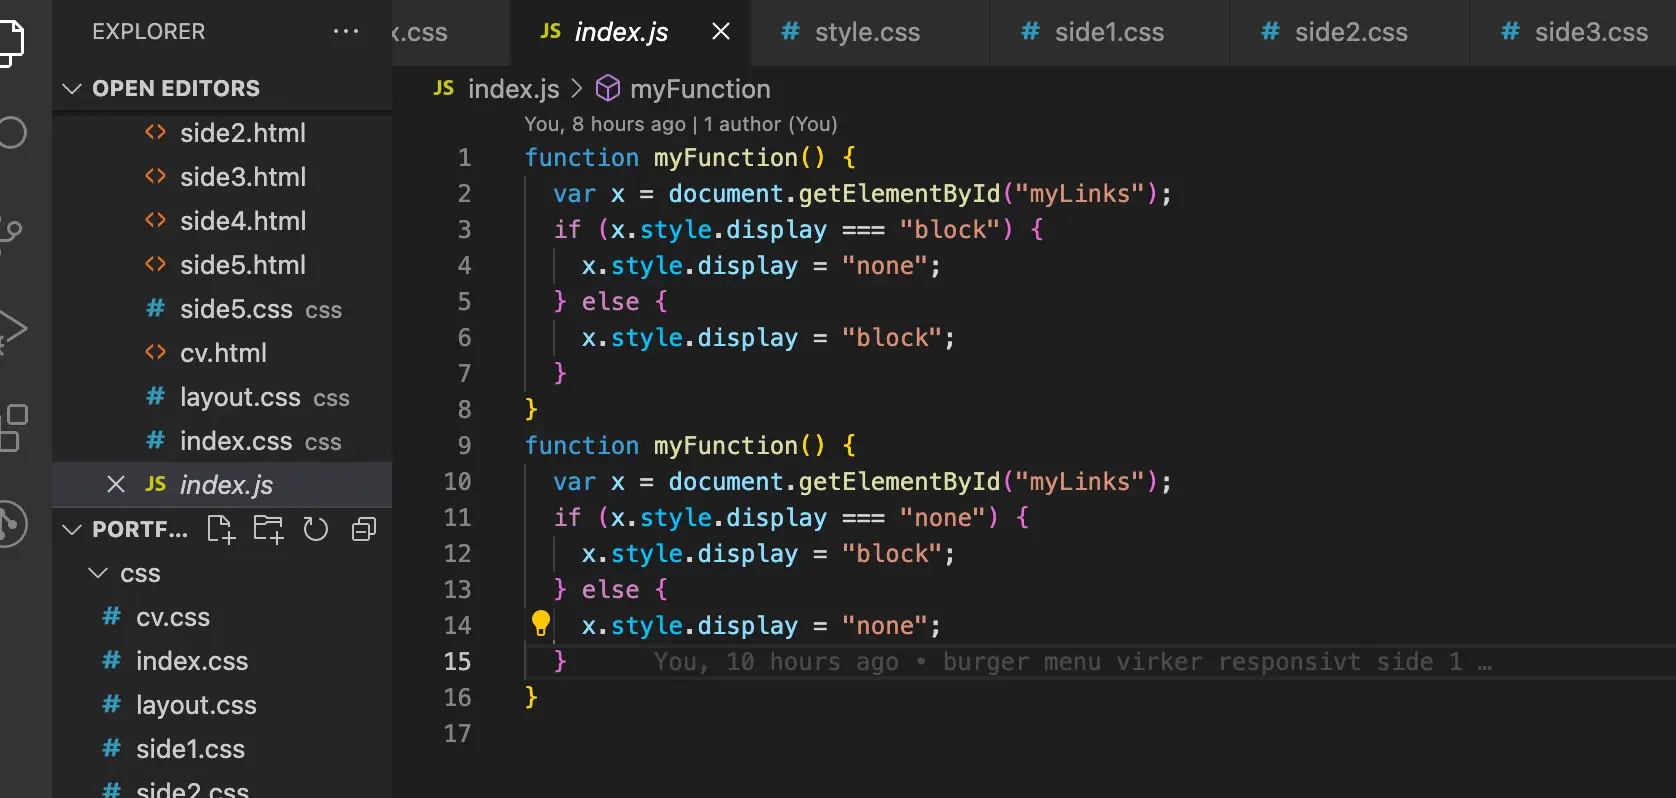 EXPLORER ...
OPEN EDITORS
<> side2.html
<> side3.html
<> side4.html
<> side5.html
# side5.css css
<> cv.html
# layout.css css
# index.css css
JS index.js
PORTF...
css
# cv.css
# index.css
# layout.css
# side1.css
# side2.css
x.css
JS index.js
# style.css
# side1.css
# side2.css
# side3.css
JS index.js > myFunction
You, 8 hours ago | 1 author (You)
1 function myFunction() {
2   var x = document.getElementById("myLinks");
3   if (x.style.display === "block") {
4     x.style.display = "none";
5   } else {
6     x.style.display = "block";
7   }
8 }
9 function myFunction() {
10   var x = document.getElementById("myLinks");
11   if (x.style.display === "none") {
12     x.style.display = "block";
13   } else {
14     x.style.display = "none";
15   } You, 10 hours ago • burger menu virker responsivt side 1 …
16 }
17